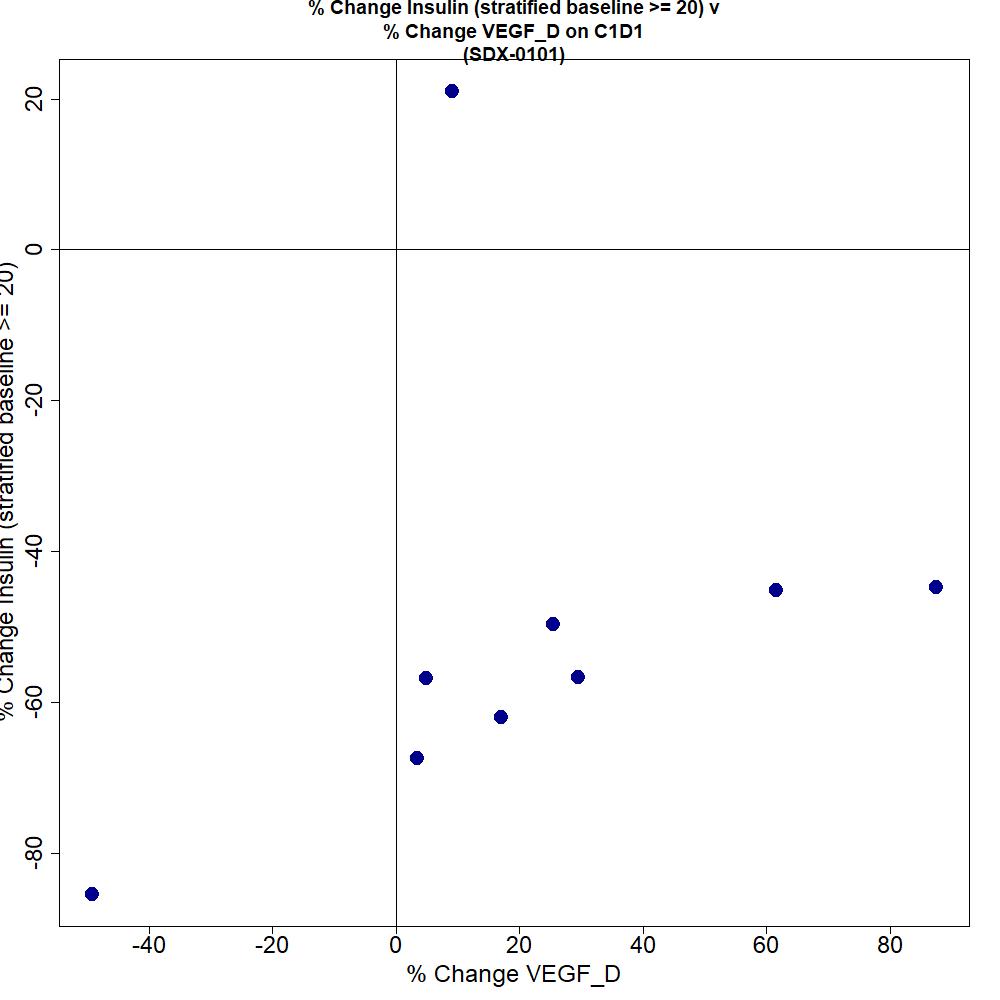 % Change Insulin (stratified baseline >= 20) v
% Change VEGF_D on C1D1
(SDX-0101)
% Change Insulin (stratified baseline >= 20)
20
0
-20
-40
-60
-80
-40
-20
0
20
40
60
80
% Change VEGF_D